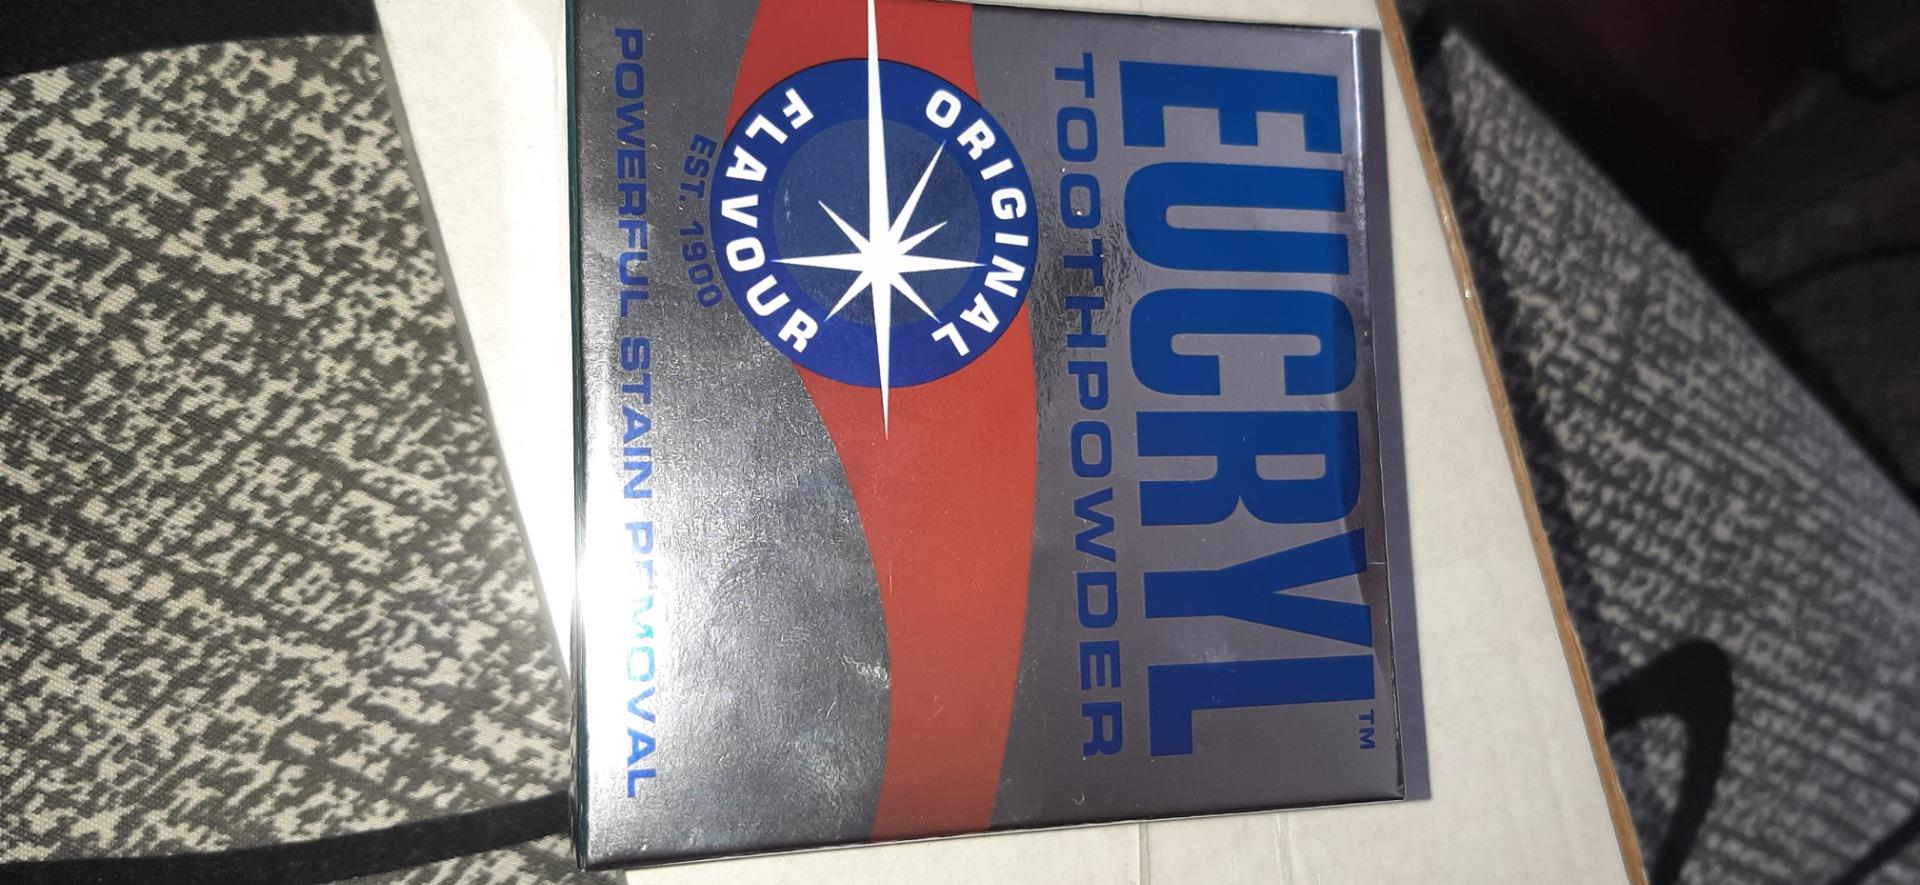 EUCRYL™
TOOTHPOWDER
ORIGINAL
FLAVOUR
EST. 1900
POWERFUL STAIN REMOVAL